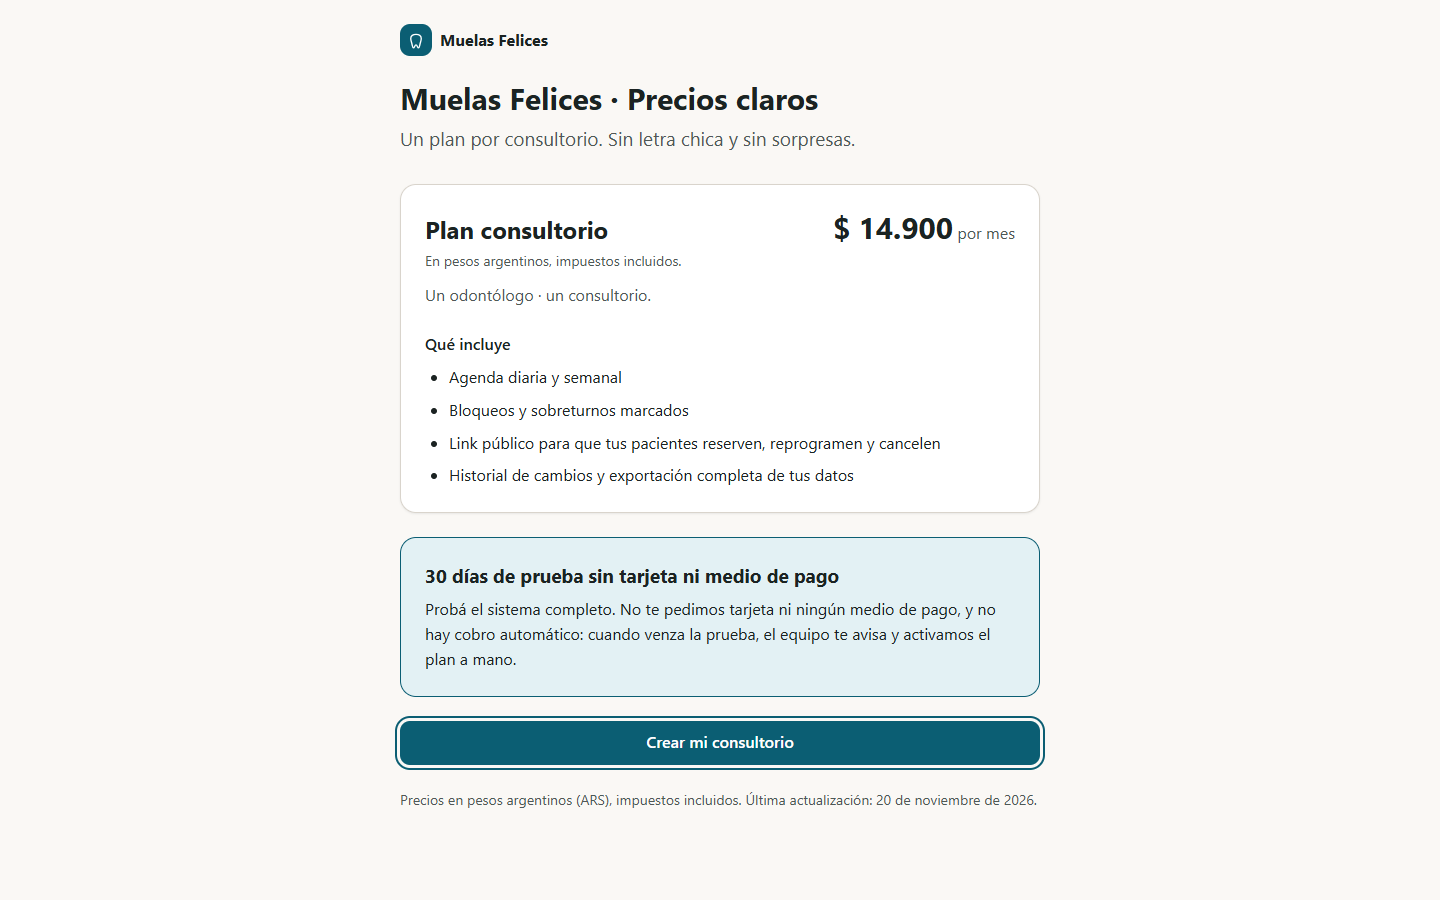 Muelas Felices
Muelas Felices · Precios claros
Un plan por consultorio. Sin letra chica y sin sorpresas.
Plan consultorio
$ 14.900 por mes
En pesos argentinos, impuestos incluidos.
Un odontólogo · un consultorio.
Qué incluye
• Agenda diaria y semanal
• Bloqueos y sobreturnos marcados
• Link público para que tus pacientes reserven, reprogramen y cancelen
• Historial de cambios y exportación completa de tus datos
30 días de prueba sin tarjeta ni medio de pago
Probá el sistema completo. No te pedimos tarjeta ni ningún medio de pago, y no
hay cobro automático: cuando venza la prueba, el equipo te avisa y activamos el
plan a mano.
Crear mi consultorio
Precios en pesos argentinos (ARS), impuestos incluidos. Última actualización: 20 de noviembre de 2026.